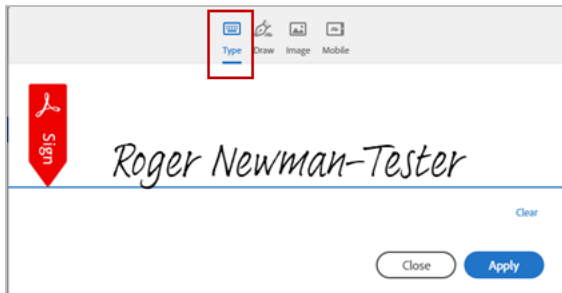 Type Draw Image Mobile
Sign
Roger Newman-Tester
Clear
Close Apply